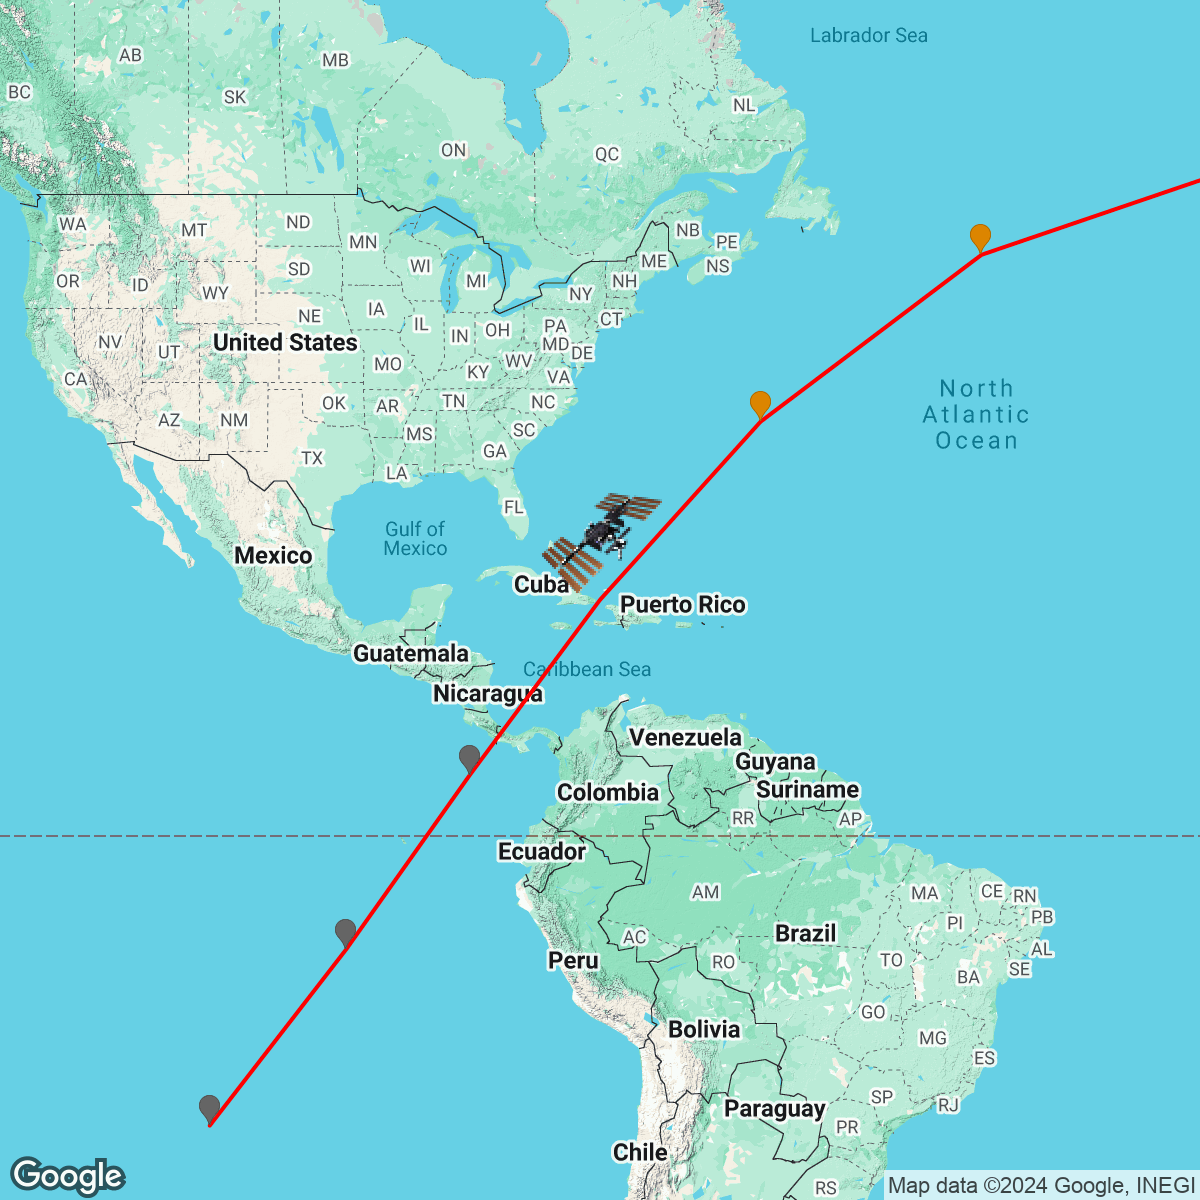 Labrador Sea
AB
MB
BC
SK
NL
ON
QC
WA
MT
ND
MN
NB
PE
ME
NS
OR
ID
SD
WI
MI
NH
WY
NE
IA
NY
CT
NV
UT
United States
IL
IN
OH
PA
MD
DE
CA
MO
KY
WV
VA
North
Atlantic
Ocean
AZ
NM
OK
AR
TN
NC
MS
SC
TX
LA
GA
FL
Gulf of
Mexico
Mexico
Cuba
Puerto Rico
Guatemala
Caribbean Sea
Nicaragua
Venezuela
Guyana
Colombia
Suriname
RR
AP
Ecuador
AM
MA
CE
RN
PI
PB
AC
Brazil
Peru
RO
TO
AL
BA
SE
GO
Bolivia
MG
ES
SP
RJ
Paraguay
PR
Chile
RS
Google
Map data ©2024 Google, INEGI